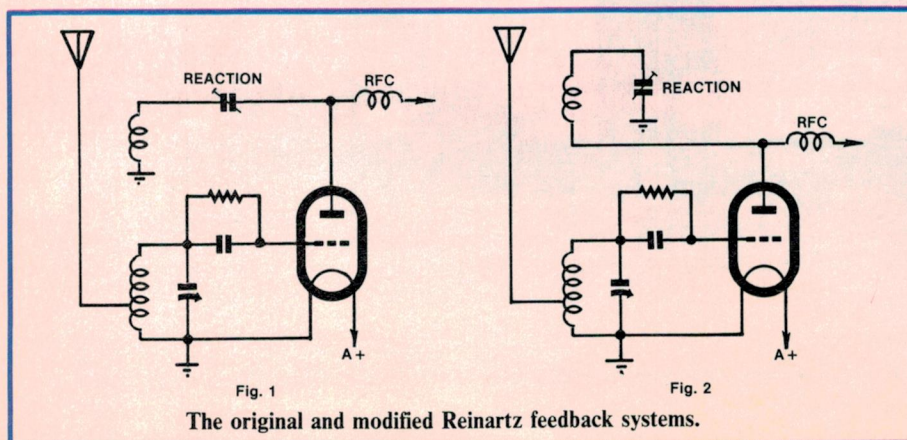 REACTION
RFC
A+
Fig. 1
REACTION
RFC
A+
Fig. 2
The original and modified Reinartz feedback systems.